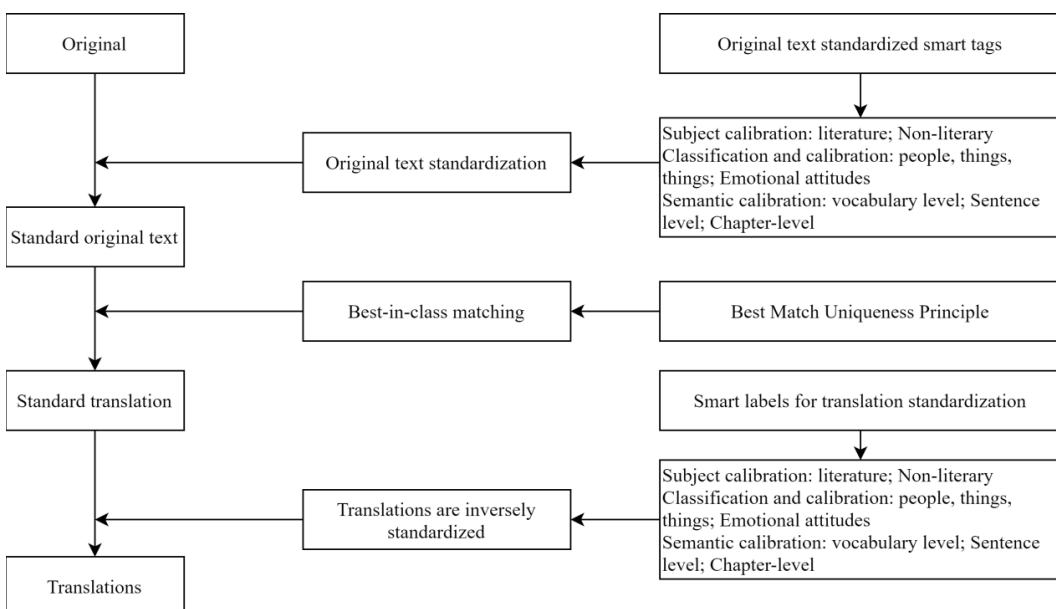 Original
Original text standardized smart tags
Subject calibration: literature; Non-literary
Classification and calibration: people, things,
things; Emotional attitudes
Semantic calibration: vocabulary level; Sentence
level; Chapter-level
Original text standardization
Standard original text
Best-in-class matching
Best Match Uniqueness Principle
Standard translation
Smart labels for translation standardization
Subject calibration: literature; Non-literary
Classification and calibration: people, things,
things; Emotional attitudes
Semantic calibration: vocabulary level; Sentence
level; Chapter-level
Translations are inversely
standardized
Translations